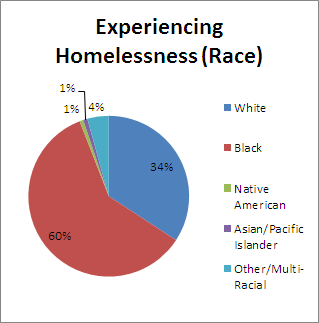 Experiencing
Homelessness (Race)
1%
1%
4%
34%
60%
White
Black
Native
American
Asian/Pacific
Islander
Other/Multi-
Racial